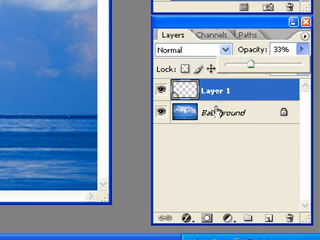 Layers Channels Paths
Normal Opacity: 33%
Lock:
Layer 1
Background